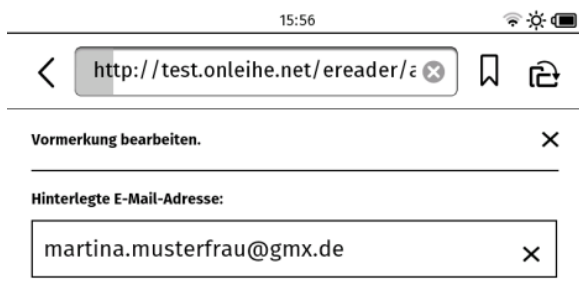 15:56
http://test.onleihe.net/ereader/a
Vormerkung bearbeiten.
Hinterlegte E-Mail-Adresse:
martina.musterfrau@gmx.de